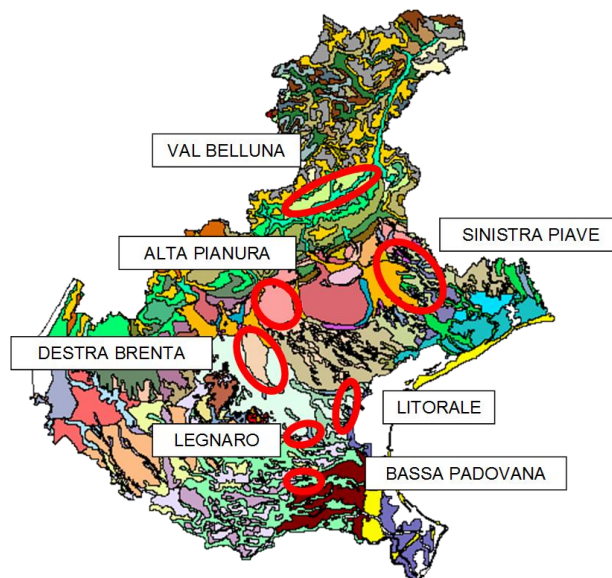 VAL BELLUNA
SINISTRA PIAVE
ALTA PIANURA
DESTRA BRENTA
LITORALE
LEGNARO
BASSA PADOVANA